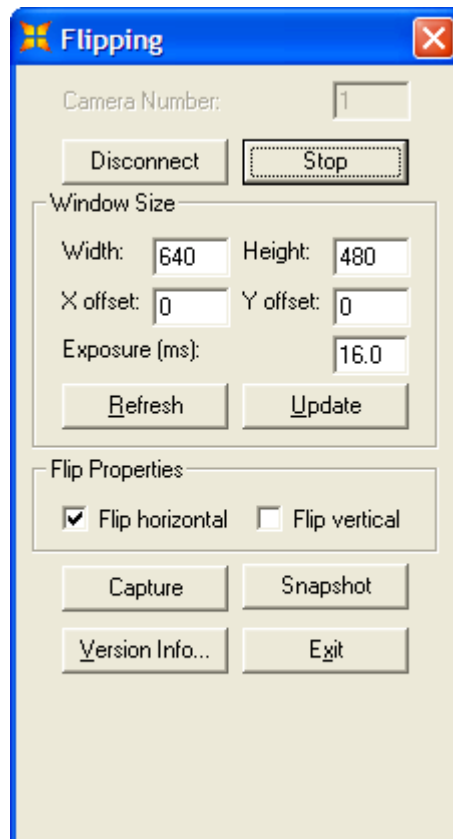 Flipping
Camera Number: 1
Disconnect Stop
Window Size
Width: 640 Height: 480
X offset: 0 Y offset: 0
Exposure (ms): 16.0
Refresh Update
Flip Properties
Flip horizontal Flip vertical
Capture Snapshot
Version Info... Exit